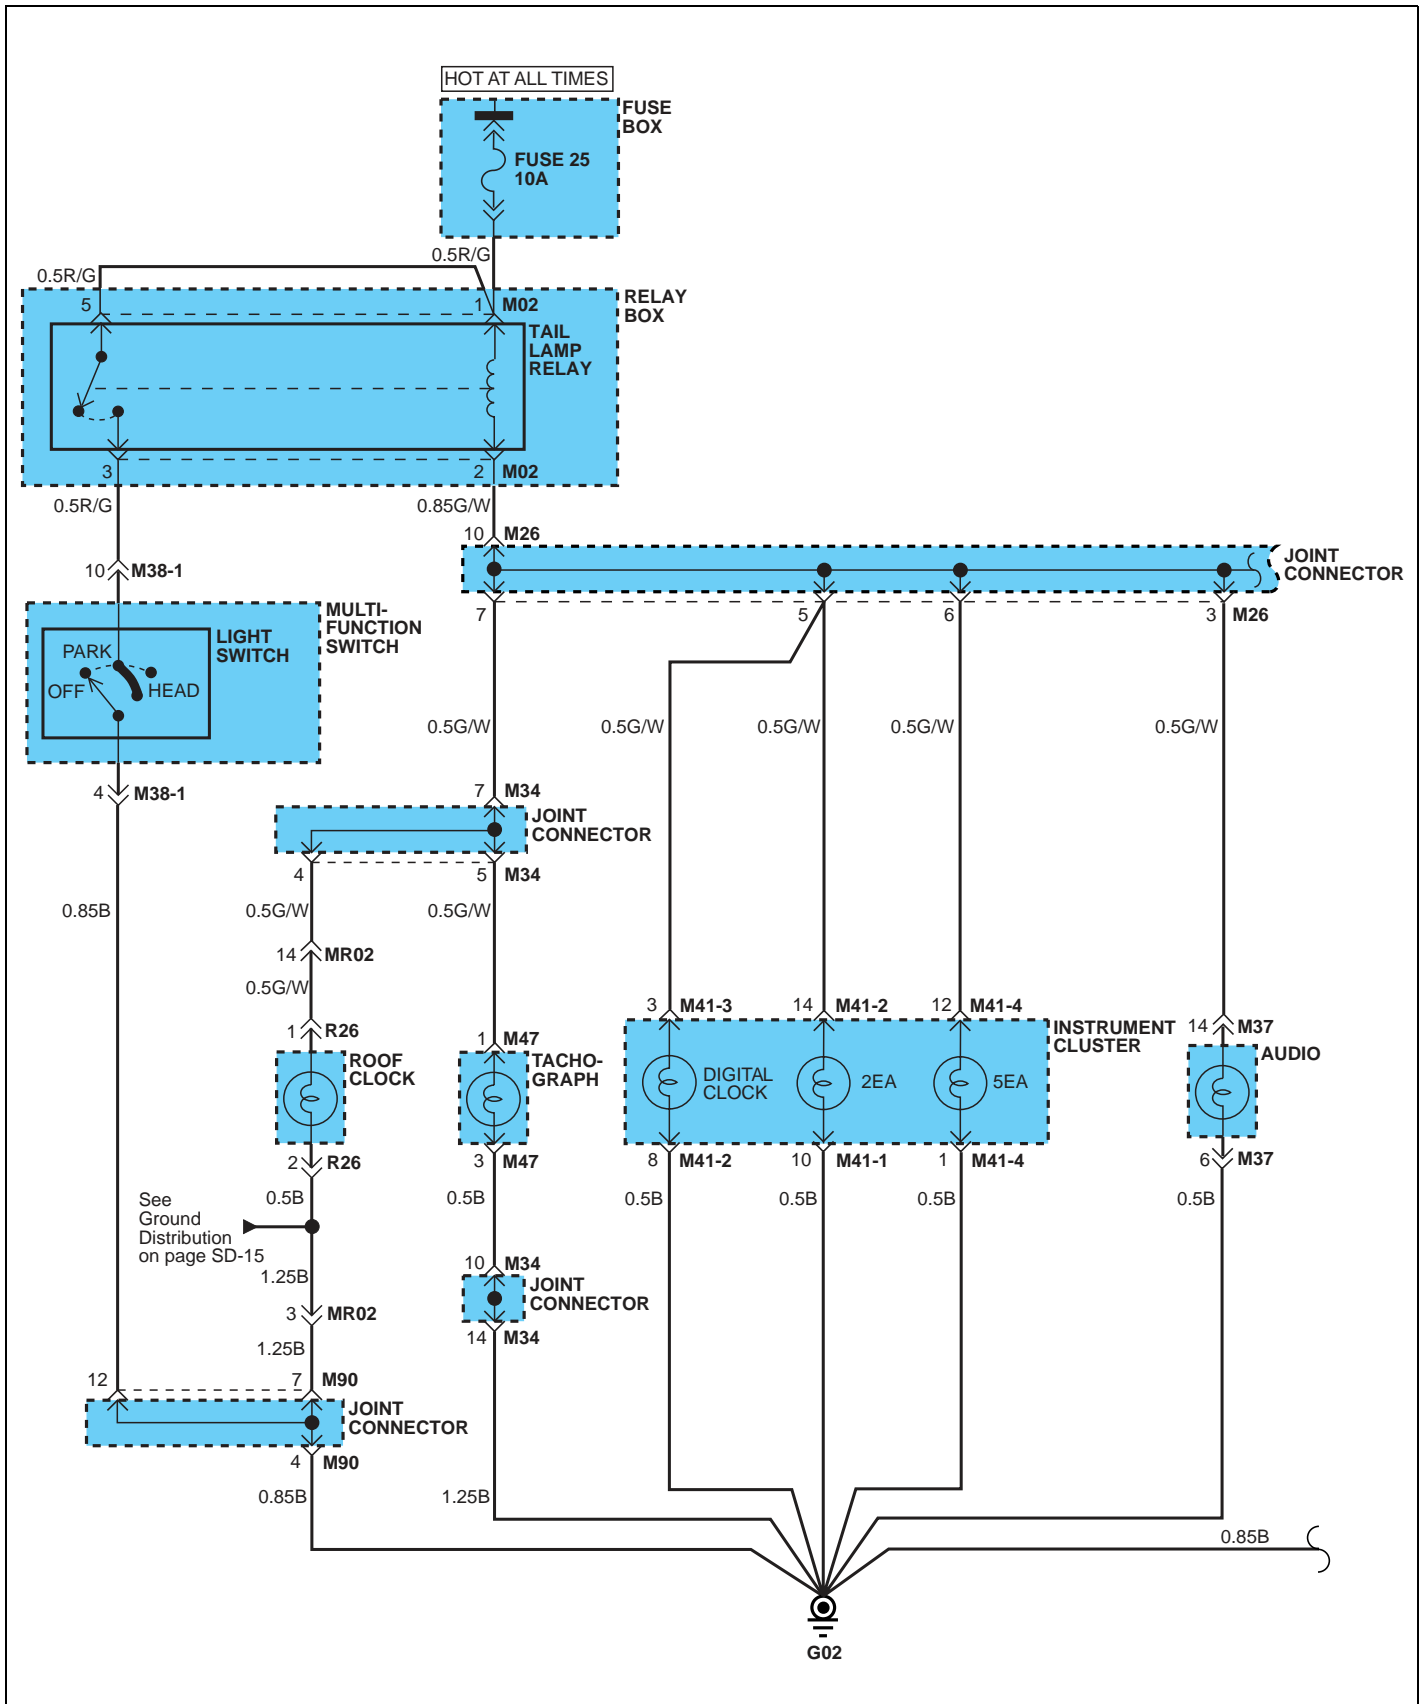 HOT AT ALL TIMES
FUSE
BOX
FUSE 25
10A
0.5R/G
0.5R/G
5
1
M02
RELAY
BOX
TAIL
LAMP
RELAY
3
2
M02
0.5R/G
0.85G/W
10
M26
JOINT
CONNECTOR
10
M38-1
7
5
6
3
M26
MULTI-
FUNCTION
SWITCH
LIGHT
SWITCH
PARK
OFF
HEAD
0.5G/W
0.5G/W
0.5G/W
0.5G/W
0.5G/W
4
M38-1
7
M34
JOINT
CONNECTOR
4
5
M34
0.85B
0.5G/W
0.5G/W
14
MR02
0.5G/W
3
M41-3
14
M41-2
12
M41-4
INSTRUMENT
CLUSTER
14
M37
AUDIO
1
R26
ROOF
CLOCK
1
M47
TACHO-
GRAPH
DIGITAL
CLOCK
2EA
5EA
2
R26
3
M47
8
M41-2
10
M41-1
1
M41-4
6
M37
0.5B
0.5B
0.5B
0.5B
0.5B
0.5B
See
Ground
Distribution
on page SD-15
1.25B
10
M34
JOINT
CONNECTOR
3
MR02
14
M34
1.25B
12
7
M90
JOINT
CONNECTOR
4
M90
0.85B
1.25B
0.85B
G02